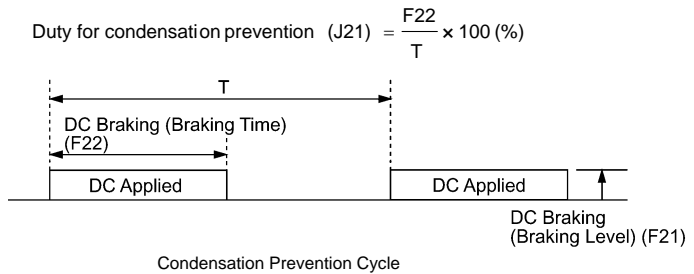 Duty for condensation prevention (J21) = F22 / T × 100 (%)
T
DC Braking (Braking Time)
(F22)
DC Applied
DC Applied
DC Braking
(Braking Level) (F21)
Condensation Prevention Cycle